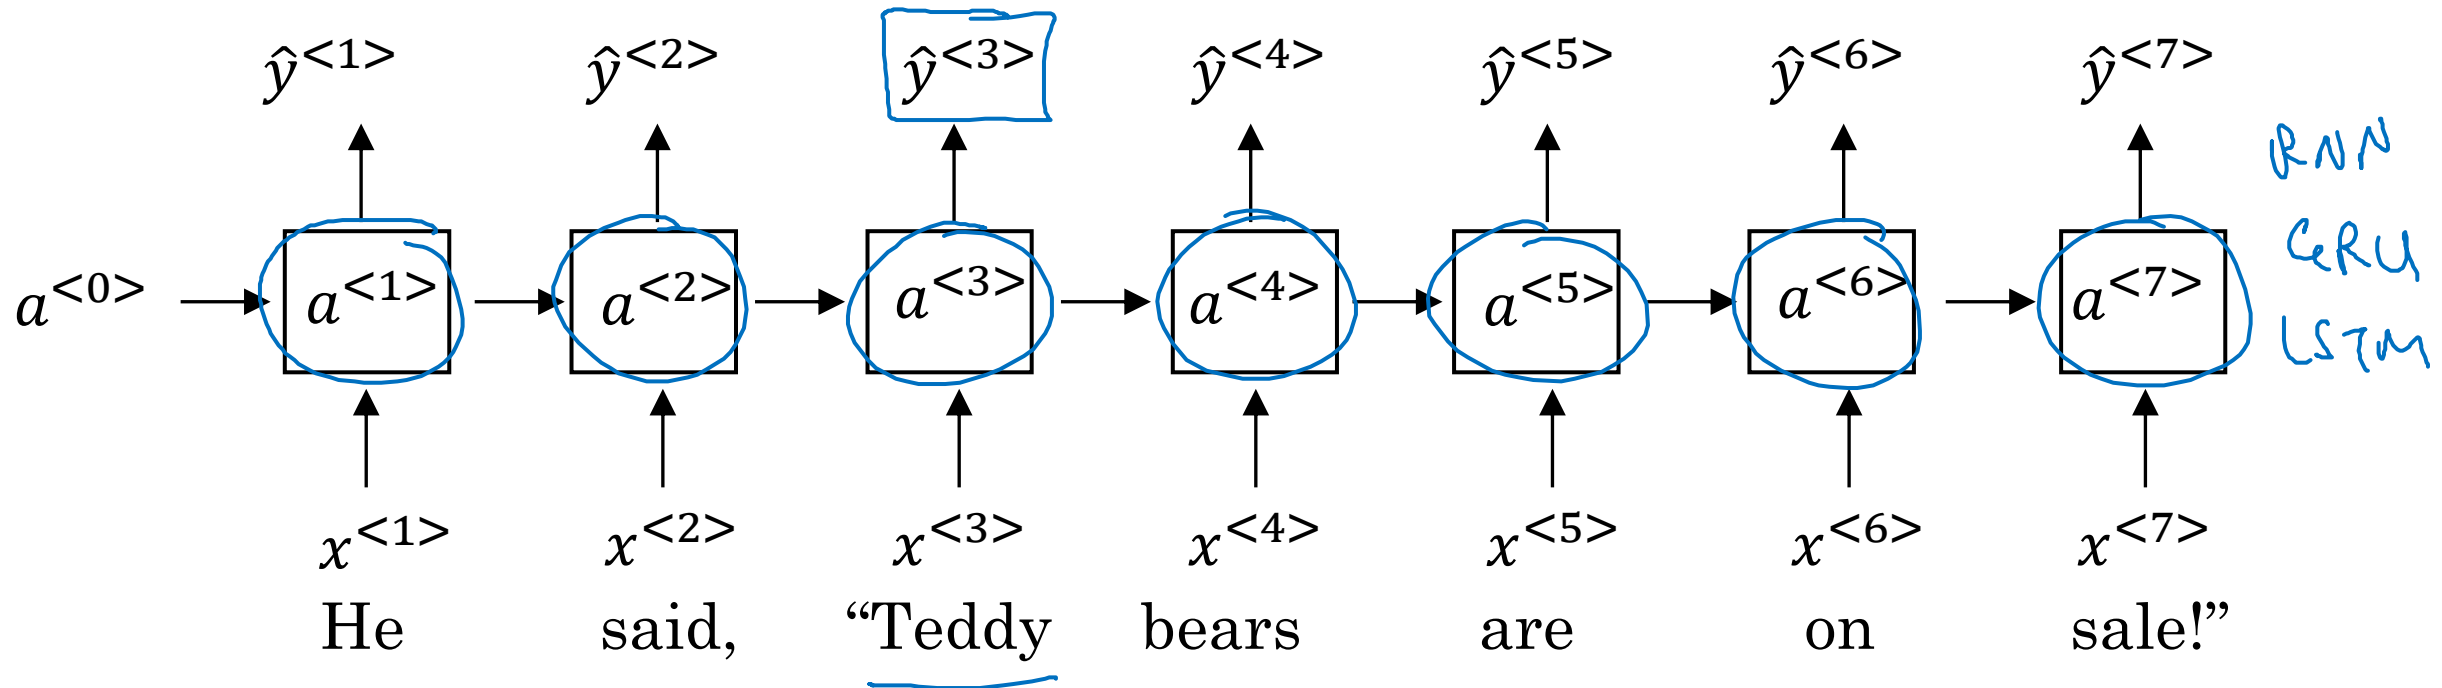 ŷ<1> ŷ<2> ŷ<3> ŷ<4> ŷ<5> ŷ<6> ŷ<7>
RNN
GRU
LSTM
a<0> a<1> a<2> a<3> a<4> a<5> a<6> a<7>
x<1> x<2> x<3> x<4> x<5> x<6> x<7>
He said, “Teddy bears are on sale!”